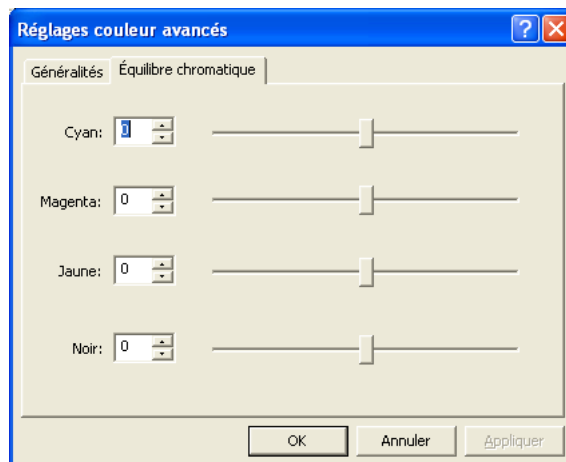 Réglages couleur avancés
Généralités Équilibre chromatique
Cyan: 0
Magenta: 0
Jaune: 0
Noir: 0
OK Annuler Appliquer